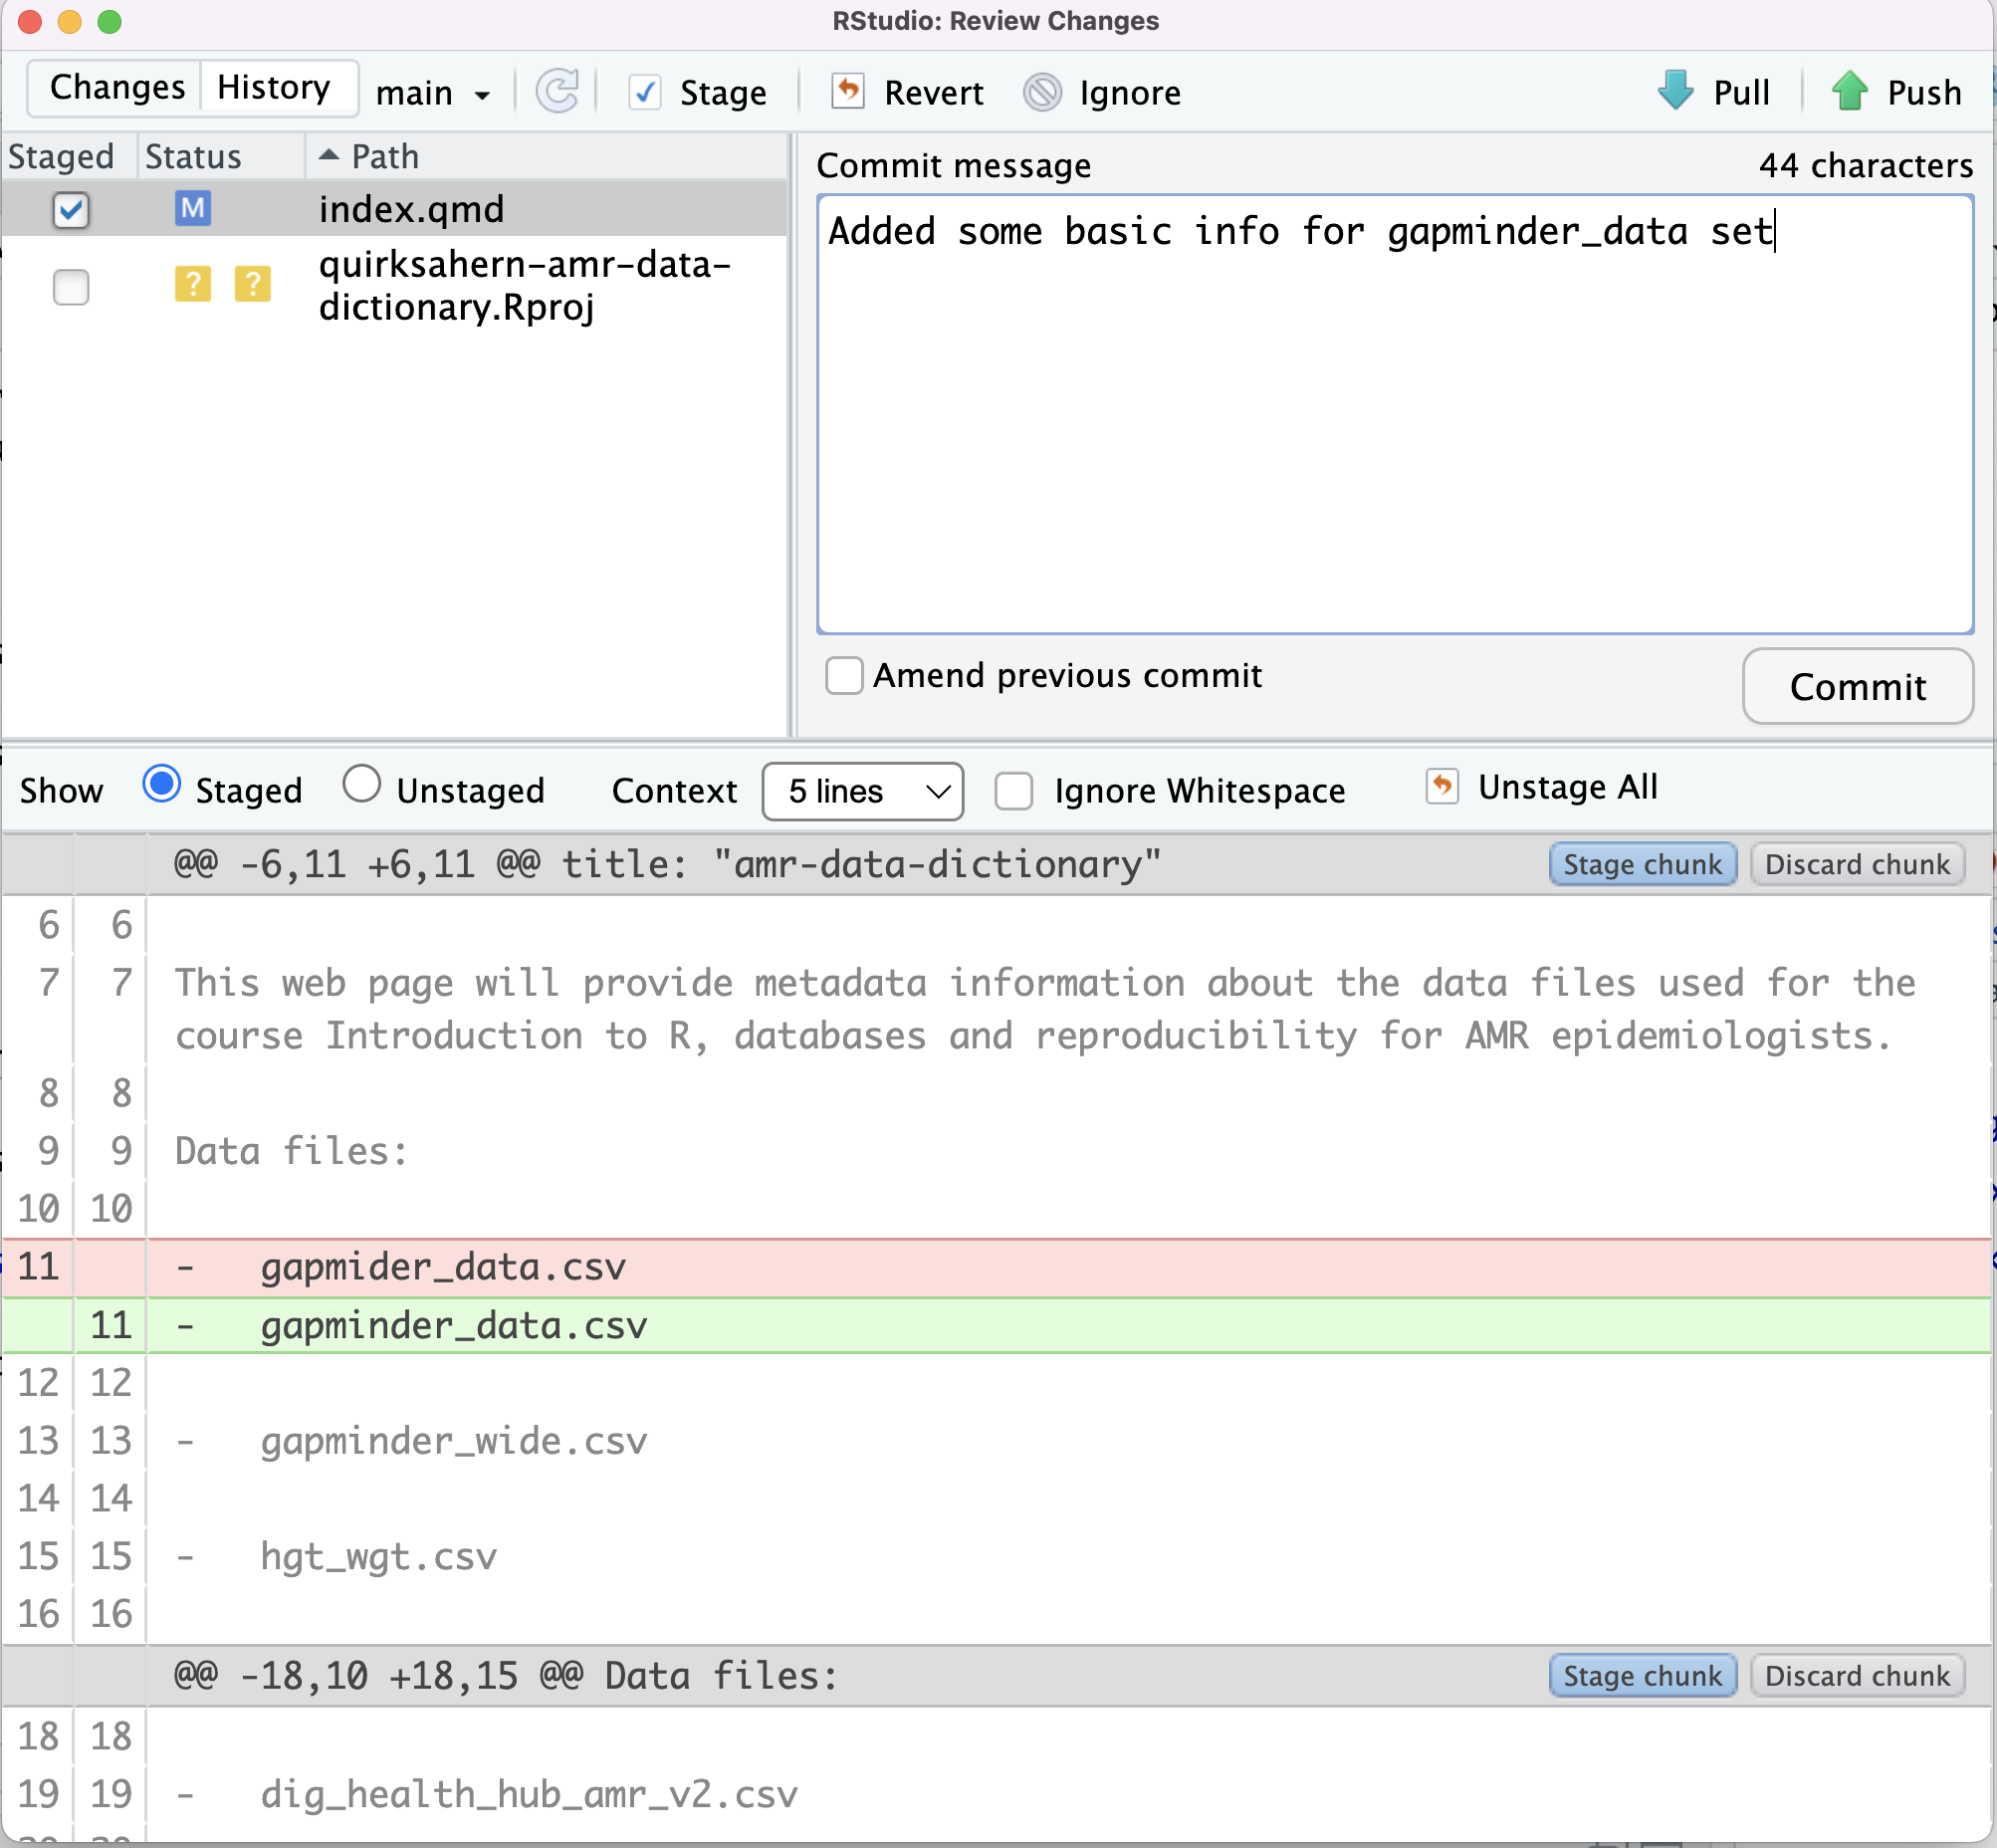 RStudio: Review Changes
Changes History main Stage Revert Ignore Pull Push
Staged Status Path
M index.qmd
? ? quirksahern-amr-data-
dictionary.Rproj
Commit message 44 characters
Added some basic info for gapminder_data set
Amend previous commit
Commit
Show Staged Unstaged Context 5 lines Ignore Whitespace Unstage All
@@ -6,11 +6,11 @@ title: "amr-data-dictionary" Stage chunk Discard chunk
6 6
7 7 This web page will provide metadata information about the data files used for the
course Introduction to R, databases and reproducibility for AMR epidemiologists.
8 8
9 9 Data files:
10 10
11 - gapmider_data.csv
11 - gapminder_data.csv
12 12
13 13 - gapminder_wide.csv
14 14
15 15 - hgt_wgt.csv
16 16
@@ -18,10 +18,15 @@ Data files: Stage chunk Discard chunk
18 18
19 19 - dig_health_hub_amr_v2.csv